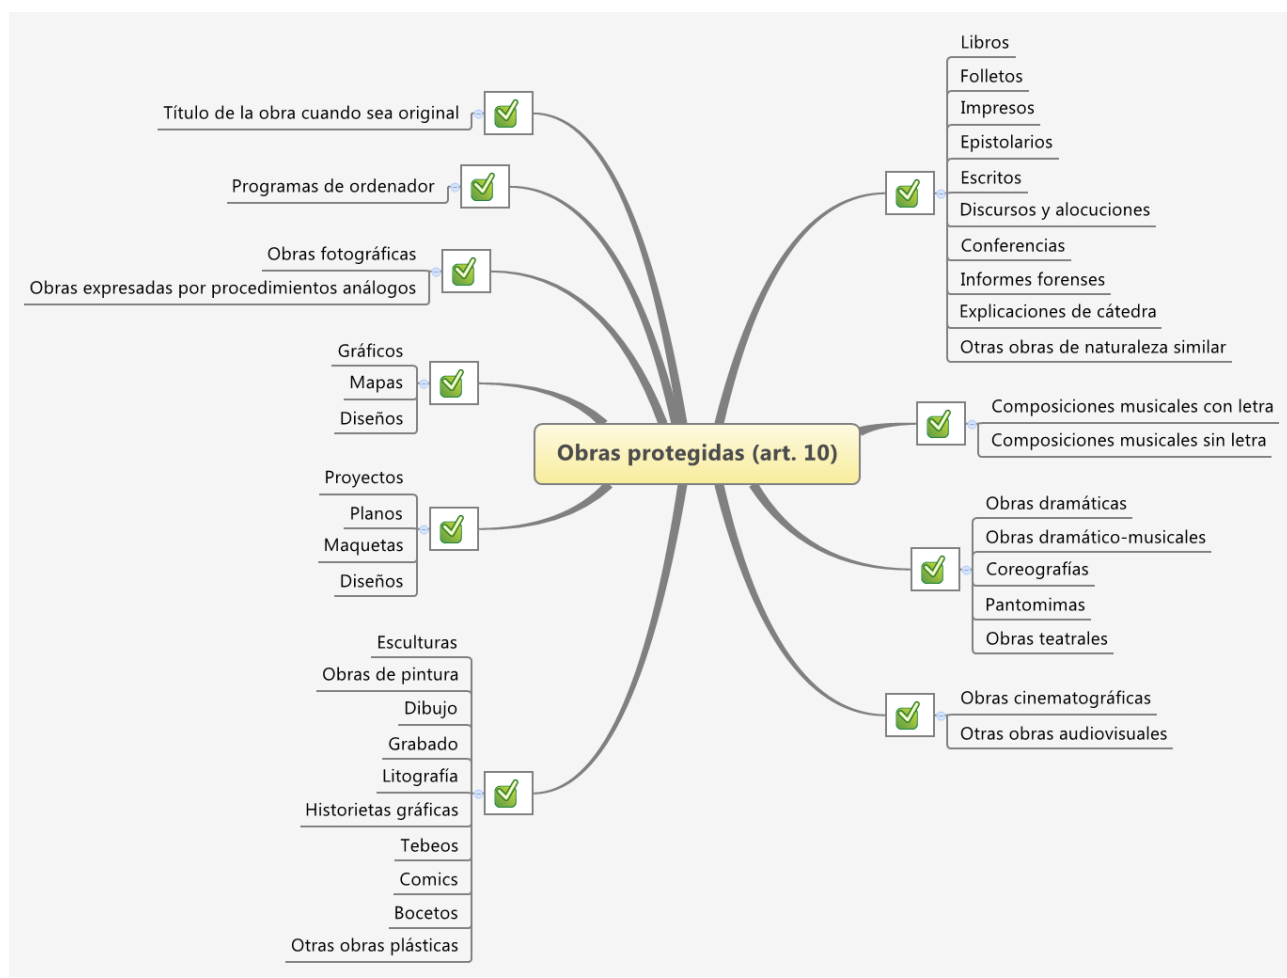 Obras protegidas (art. 10)
Libros
Folletos
Impresos
Epistolarios
Escritos
Discursos y alocuciones
Conferencias
Informes forenses
Explicaciones de cátedra
Otras obras de naturaleza similar
Composiciones musicales con letra
Composiciones musicales sin letra
Obras dramáticas
Obras dramático-musicales
Coreografías
Pantomimas
Obras teatrales
Obras cinematográficas
Otras obras audiovisuales
Esculturas
Obras de pintura
Dibujo
Grabado
Litografía
Historietas gráficas
Tebeos
Comics
Bocetos
Otras obras plásticas
Proyectos
Planos
Maquetas
Diseños
Gráficos
Mapas
Diseños
Obras fotográficas
Obras expresadas por procedimientos análogos
Programas de ordenador
Título de la obra cuando sea original